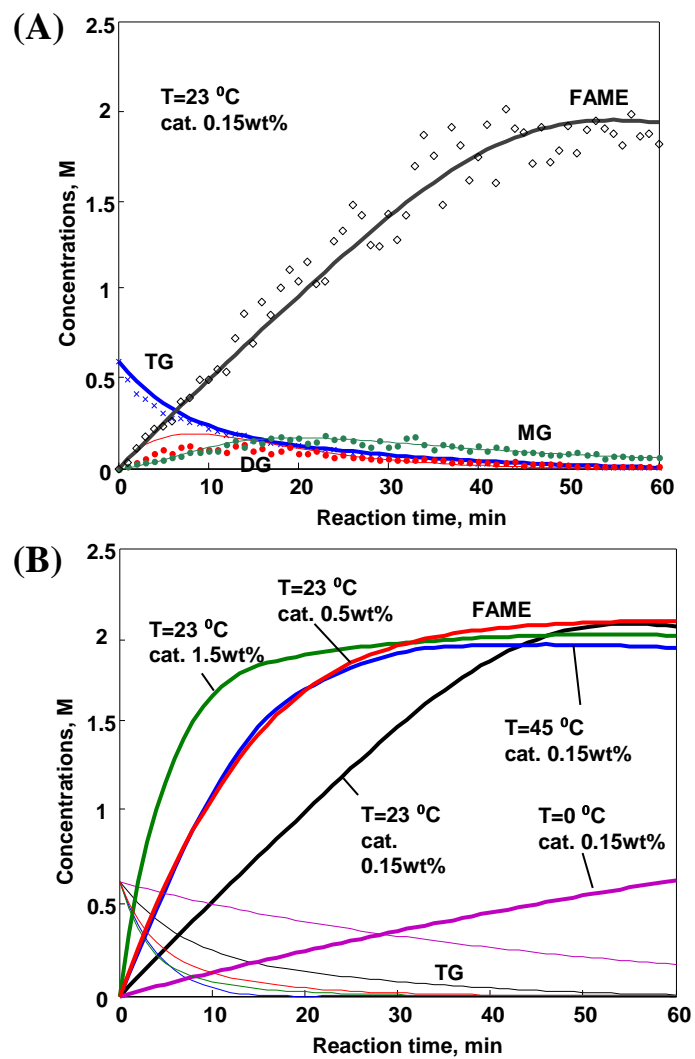 (A)
2.5
2
1.5
1
0.5
0
Concentrations, M
T=23 ⁰C
cat. 0.15wt%
FAME
TG
MG
DG
0 10 20 30 40 50 60
Reaction time, min
(B)
2.5
2
1.5
1
0.5
0
Concentrations, M
T=23 ⁰C
cat. 0.5wt%
FAME
T=23 ⁰C
cat. 1.5wt%
T=45 ⁰C
cat. 0.15wt%
T=23 ⁰C
cat.
0.15wt%
T=0 ⁰C
cat. 0.15wt%
TG
0 10 20 30 40 50 60
Reaction time, min